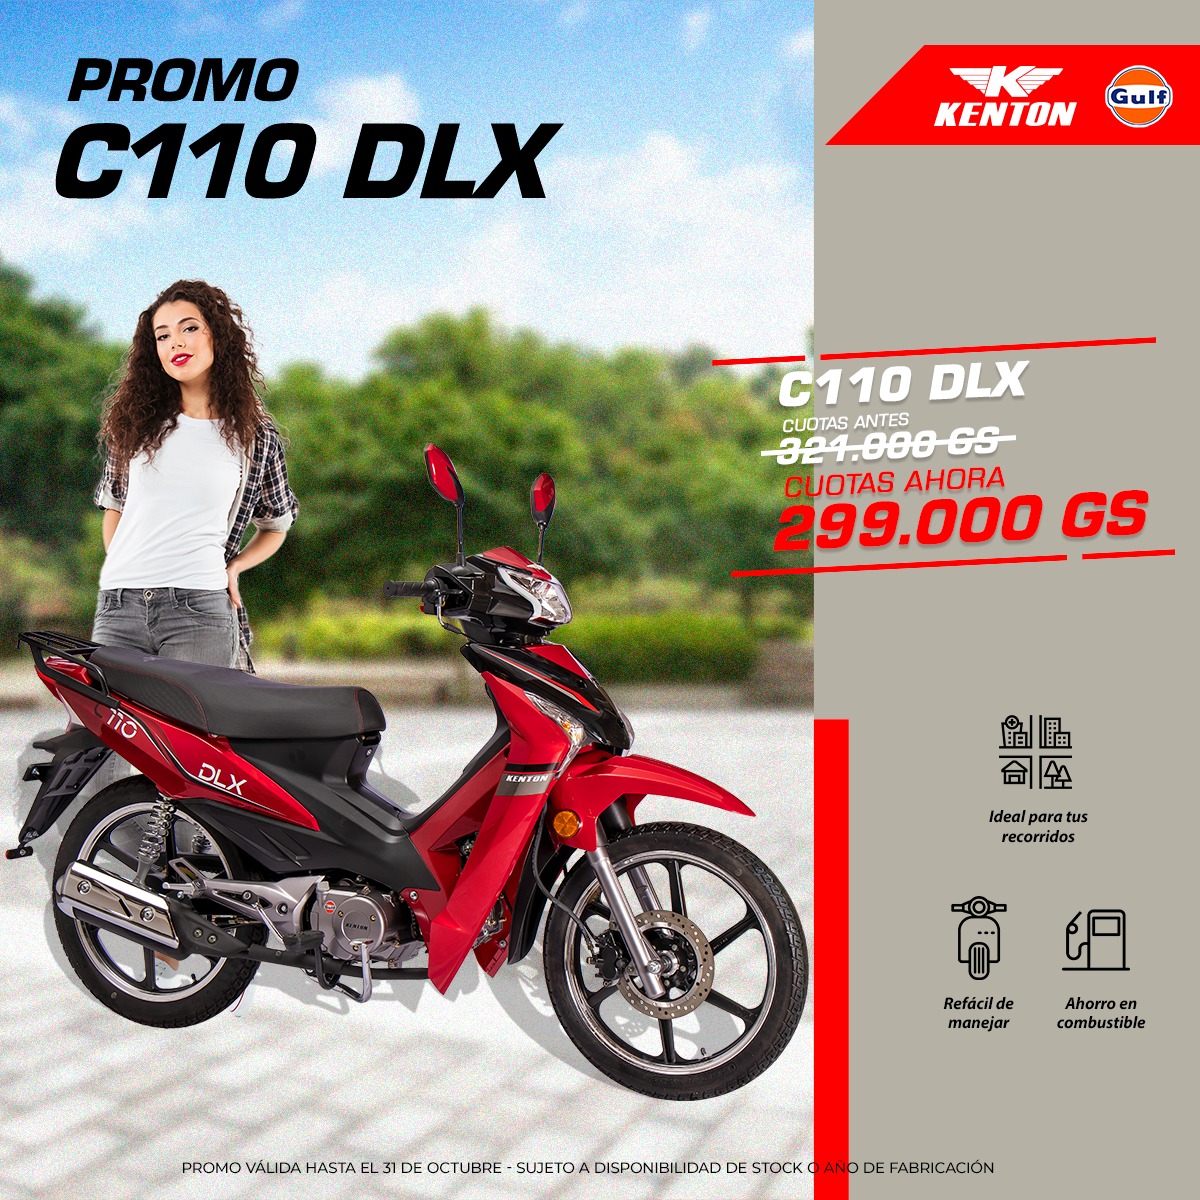 PROMO
C110 DLX
KENTON
Gulf
C110 DLX
CUOTAS ANTES
321.000 GS
CUOTAS AHORA
299.000 GS
110
DLX
KENTON
KENTON
Ideal para tus
recorridos
Refácil de
manejar
Ahorro en
combustible
PROMO VÁLIDA HASTA EL 31 DE OCTUBRE - SUJETO A DISPONIBILIDAD DE STOCK O AÑO DE FABRICACIÓN